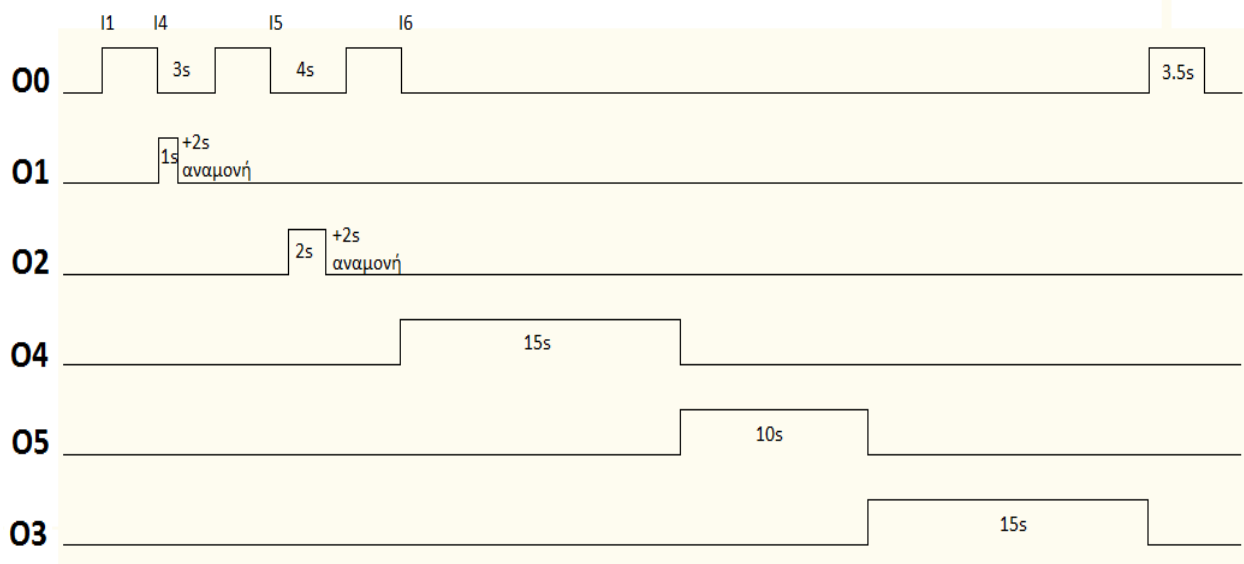 I1 I4 I5 I6
O0 3s 4s 3.5s
O1 1s +2s
αναμονή
O2 2s +2s
αναμονή
O4 15s
O5 10s
O3 15s